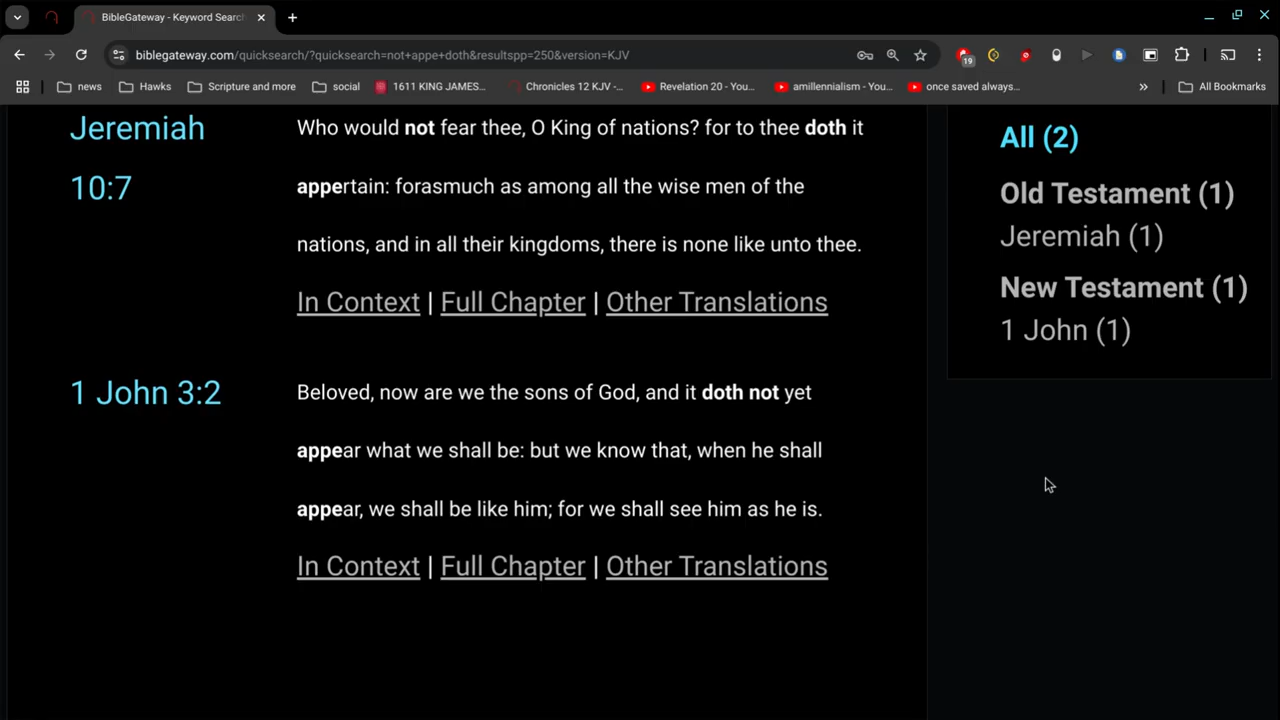 BibleGateway - Keyword Searc
biblegateway.com/quicksearch/?quicksearch=not+appe+doth&resultspp=250&version=KJV
19
news
Hawks
Scripture and more
social
1611 KING JAMES...
Chronicles 12 KJV -...
Revelation 20 - You...
amillennialism - You...
once saved always...
»
All Bookmarks
Jeremiah
10:7
Who would not fear thee, O King of nations? for to thee doth it
appertain: forasmuch as among all the wise men of the
nations, and in all their kingdoms, there is none like unto thee.
In Context | Full Chapter | Other Translations
1 John 3:2
Beloved, now are we the sons of God, and it doth not yet
appear what we shall be: but we know that, when he shall
appear, we shall be like him; for we shall see him as he is.
In Context | Full Chapter | Other Translations
All (2)
Old Testament (1)
Jeremiah (1)
New Testament (1)
1 John (1)